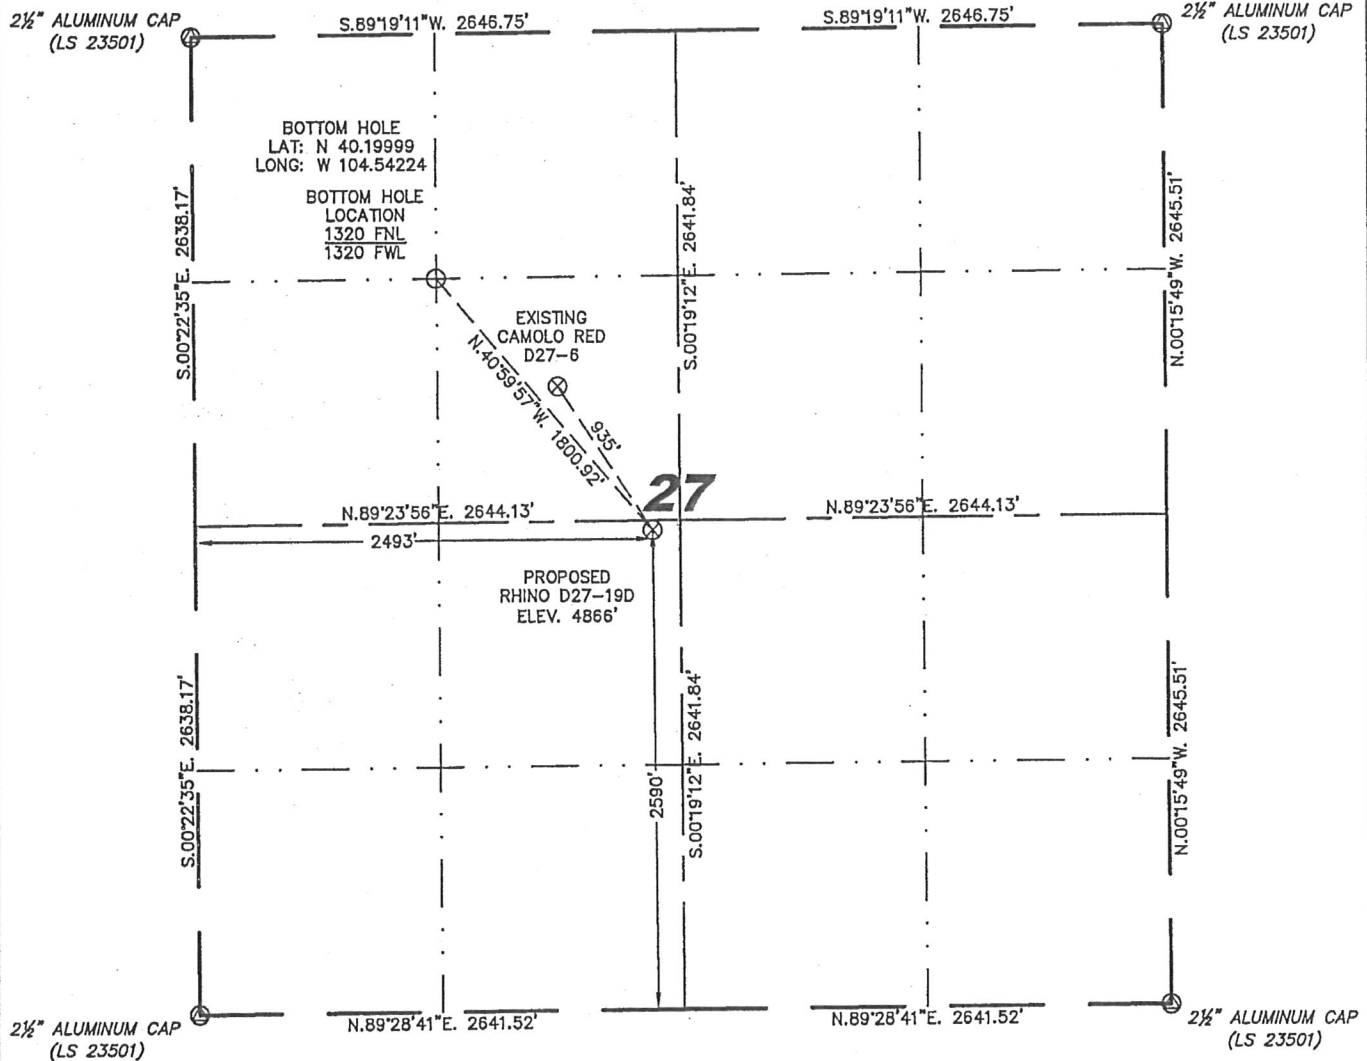 2½" ALUMINUM CAP
(LS 23501)
S.89°19'11"W. 2646.75'
S.89°19'11"W. 2646.75'
2½" ALUMINUM CAP
(LS 23501)
BOTTOM HOLE
LAT: N 40.19999
LONG: W 104.54224
BOTTOM HOLE
LOCATION
1320 FNL
1320 FWL
S.00°22'35"E. 2638.17'
S.00°19'12"E. 2641.84'
N.00°15'49"W. 2645.51'
EXISTING
CAMOLO RED
D27-6
N.40°59'57"W. 1800.92'
935'
27
N.89°23'56"E. 2644.13'
N.89°23'56"E. 2644.13'
2493'
PROPOSED
RHINO D27-19D
ELEV. 4866'
S.00°22'35"E. 2638.17'
2590'
S.00°19'12"E. 2641.84'
N.00°15'49"W. 2645.51'
2½" ALUMINUM CAP
(LS 23501)
N.89°28'41"E. 2641.52'
N.89°28'41"E. 2641.52'
2½" ALUMINUM CAP
(LS 23501)